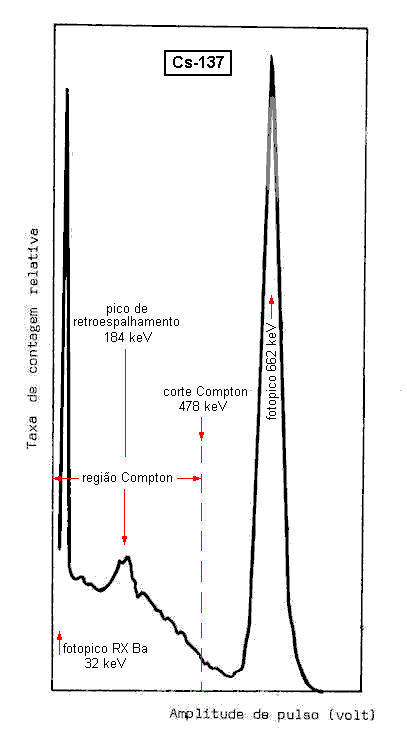 Cs-137
Taxa de contagem relativa
pico de
retroespalhamento
184 keV
corte Compton
478 keV
fotopico 662 keV
região Compton
fotopico RX Ba
32 keV
Amplitude de pulso (volt)